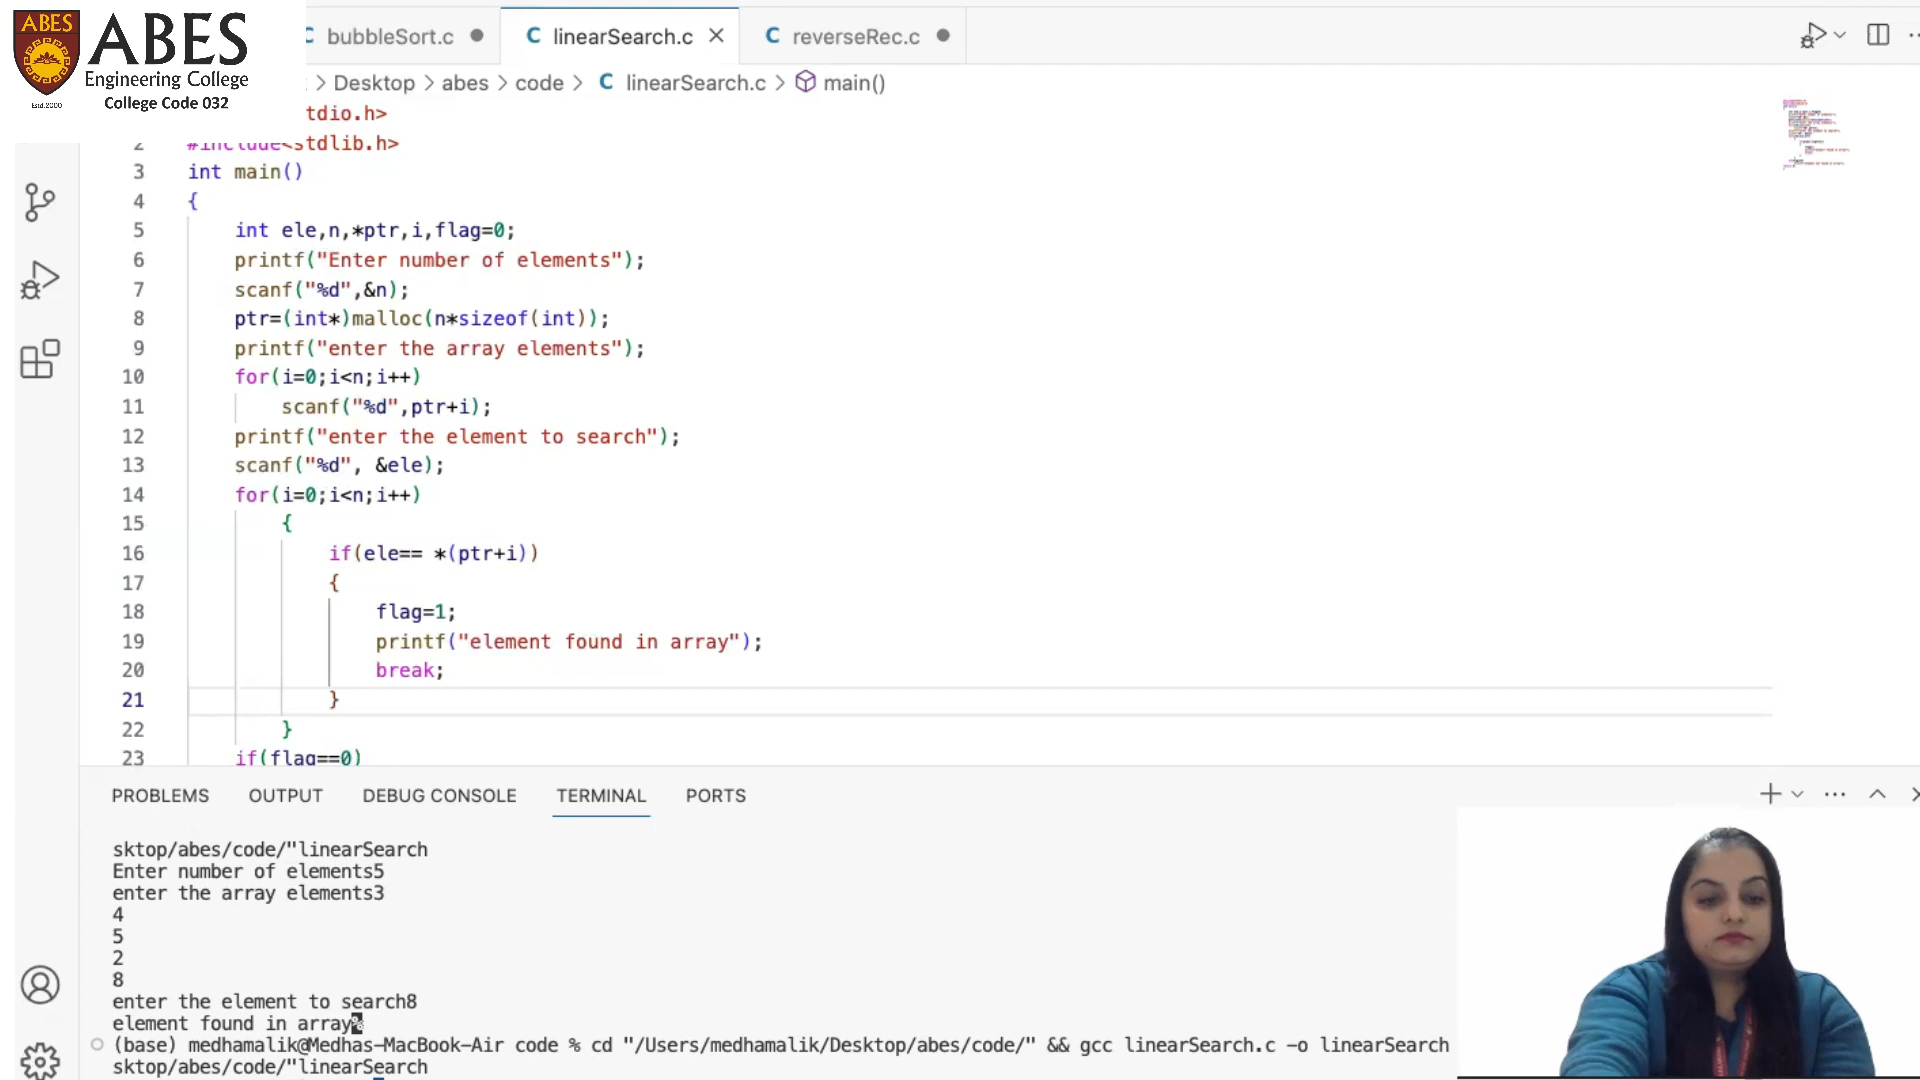 ABES
ABES
Engineering College
College Code 032
Estd.2000
C bubbleSort.c
C linearSearch.c
C reverseRec.c
> Desktop > abes > code > C linearSearch.c > main()
tdio.h>
2 #include<stdlib.h>
3 int main()
4 {
5 int ele,n,*ptr,i,flag=0;
6 printf("Enter number of elements");
7 scanf("%d",&n);
8 ptr=(int*)malloc(n*sizeof(int));
9 printf("enter the array elements");
10 for(i=0;i<n;i++)
11 scanf("%d",ptr+i);
12 printf("enter the element to search");
13 scanf("%d", &ele);
14 for(i=0;i<n;i++)
15 {
16 if(ele== *(ptr+i))
17 {
18 flag=1;
19 printf("element found in array");
20 break;
21 }
22 }
23 if(flag==0)
PROBLEMS OUTPUT DEBUG CONSOLE TERMINAL PORTS
sktop/abes/code/"linearSearch
Enter number of elements5
enter the array elements3
4
5
2
8
enter the element to search8
element found in array%
(base) medhamalik@Medhas-MacBook-Air code % cd "/Users/medhamalik/Desktop/abes/code/" && gcc linearSearch.c -o linearSearch
sktop/abes/code/"linearSearch